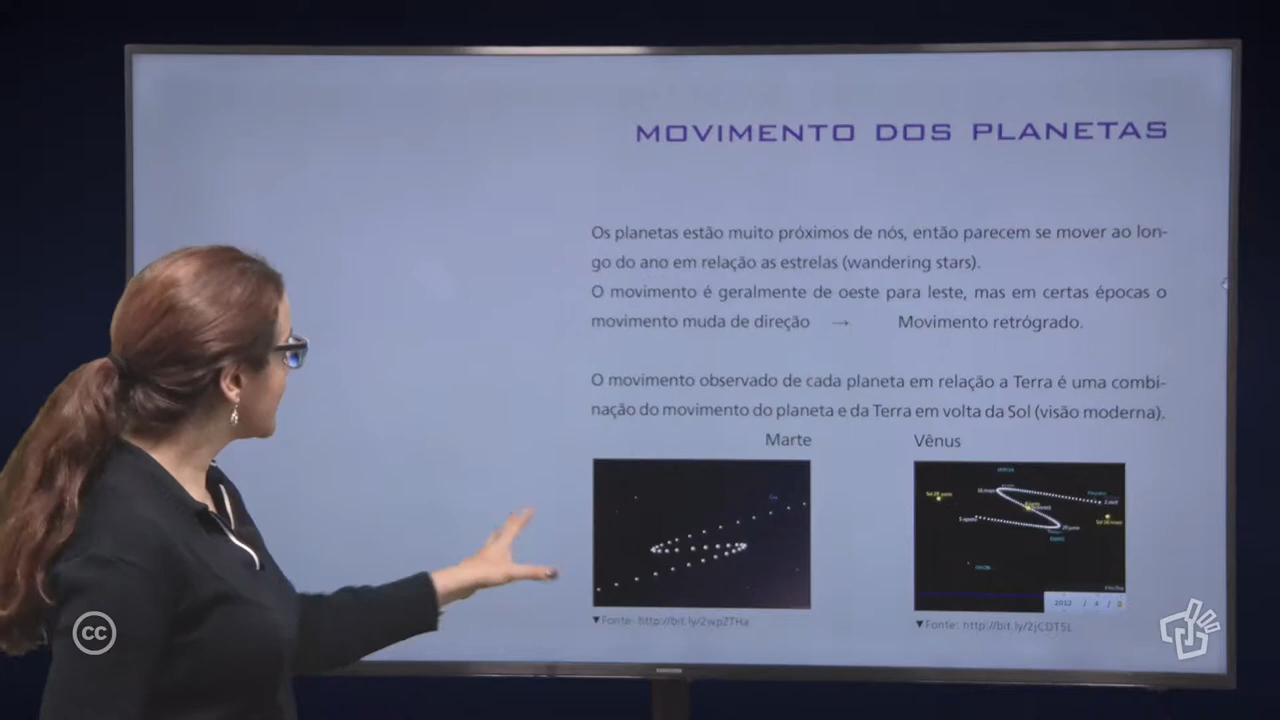 MOVIMENTO DOS PLANETAS
Os planetas estão muito próximos de nós, então parecem se mover ao lon-
go do ano em relação as estrelas (wandering stars).
O movimento é geralmente de oeste para leste, mas em certas épocas o
movimento muda de direção → Movimento retrógrado.
O movimento observado de cada planeta em relação a Terra é uma combi-
nação do movimento do planeta e da Terra em volta da Sol (visão moderna).
Marte Vênus
2012 / 4 /
▼Fonte: http://bit.ly/2wpZTHa
▼Fonte: http://bit.ly/2jCDT5L
SAMSUNG
cc